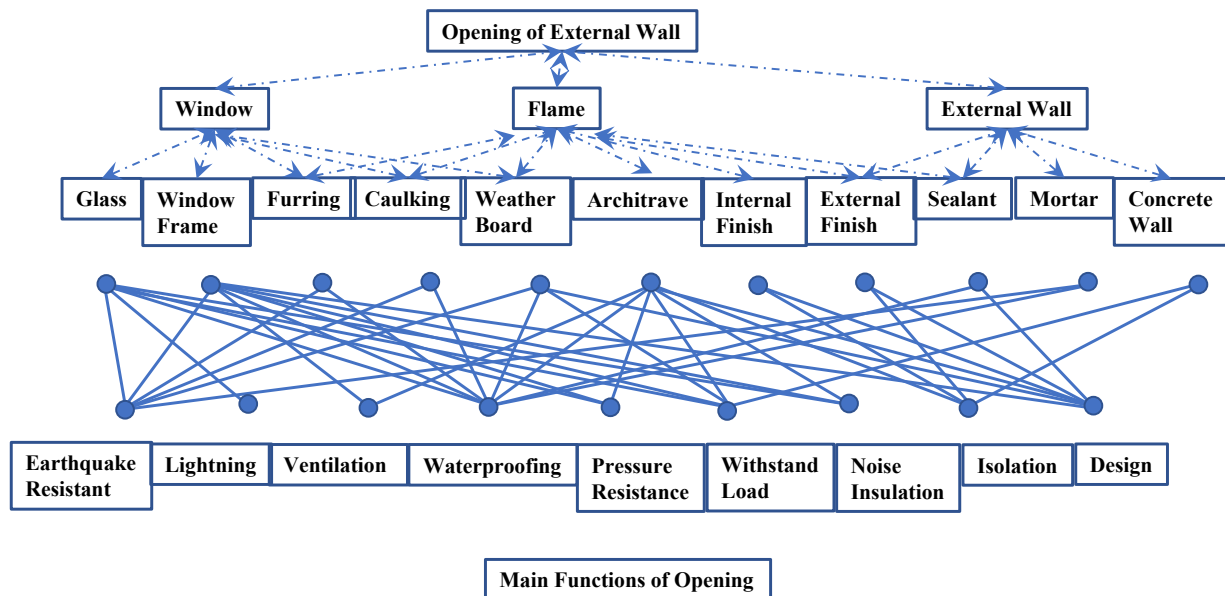 Opening of External Wall
Window
Flame
External Wall
Glass
Window
Frame
Furring
Caulking
Weather
Board
Architrave
Internal
Finish
External
Finish
Sealant
Mortar
Concrete
Wall
Earthquake
Resistant
Lightning
Ventilation
Waterproofing
Pressure
Resistance
Withstand
Load
Noise
Insulation
Isolation
Design
Main Functions of Opening